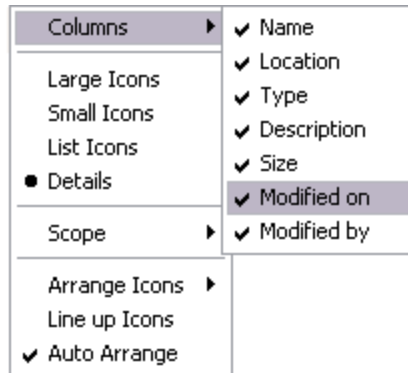 Columns
Large Icons
Small Icons
List Icons
Details
Scope
Arrange Icons
Line up Icons
Auto Arrange
Name
Location
Type
Description
Size
Modified on
Modified by